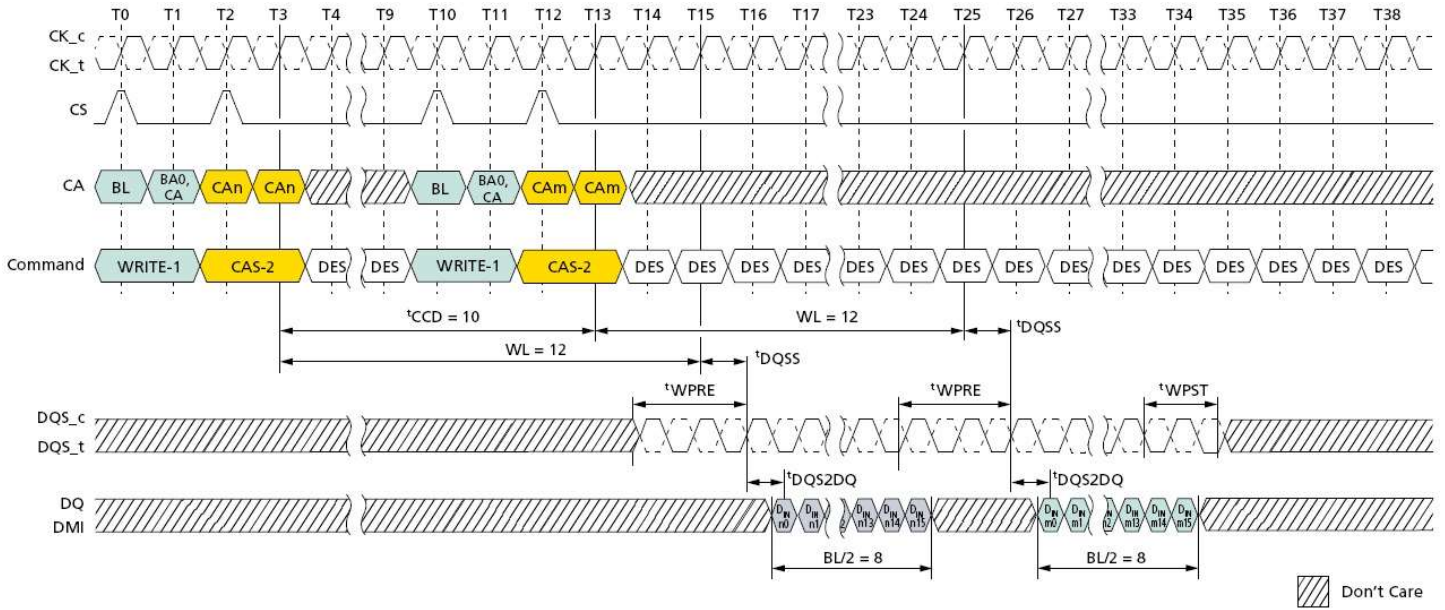 T0 T1 T2 T3 T4 T9 T10 T11 T12 T13 T14 T15 T16 T17 T23 T24 T25 T26 T27 T33 T34 T35 T36 T37 T38
CK_c
CK_t
CS
CA BL BA0, CA CAn CAn BL BA0, CA CAm CAm
Command WRITE-1 CAS-2 DES DES WRITE-1 CAS-2 DES DES DES DES DES DES DES DES DES DES DES DES DES DES DES
tCCD = 10 WL = 12 tDQSS
WL = 12 tDQSS
tWPRE tWPRE tWPST
DQS_c
DQS_t
tDQS2DQ tDQS2DQ
DQ DIN n0 DIN n1 DIN n13 DIN n14 DIN n15 DIN m0 DIN m1 DIN m13 DIN m14 DIN m15
DMI
BL/2 = 8 BL/2 = 8
Don't Care